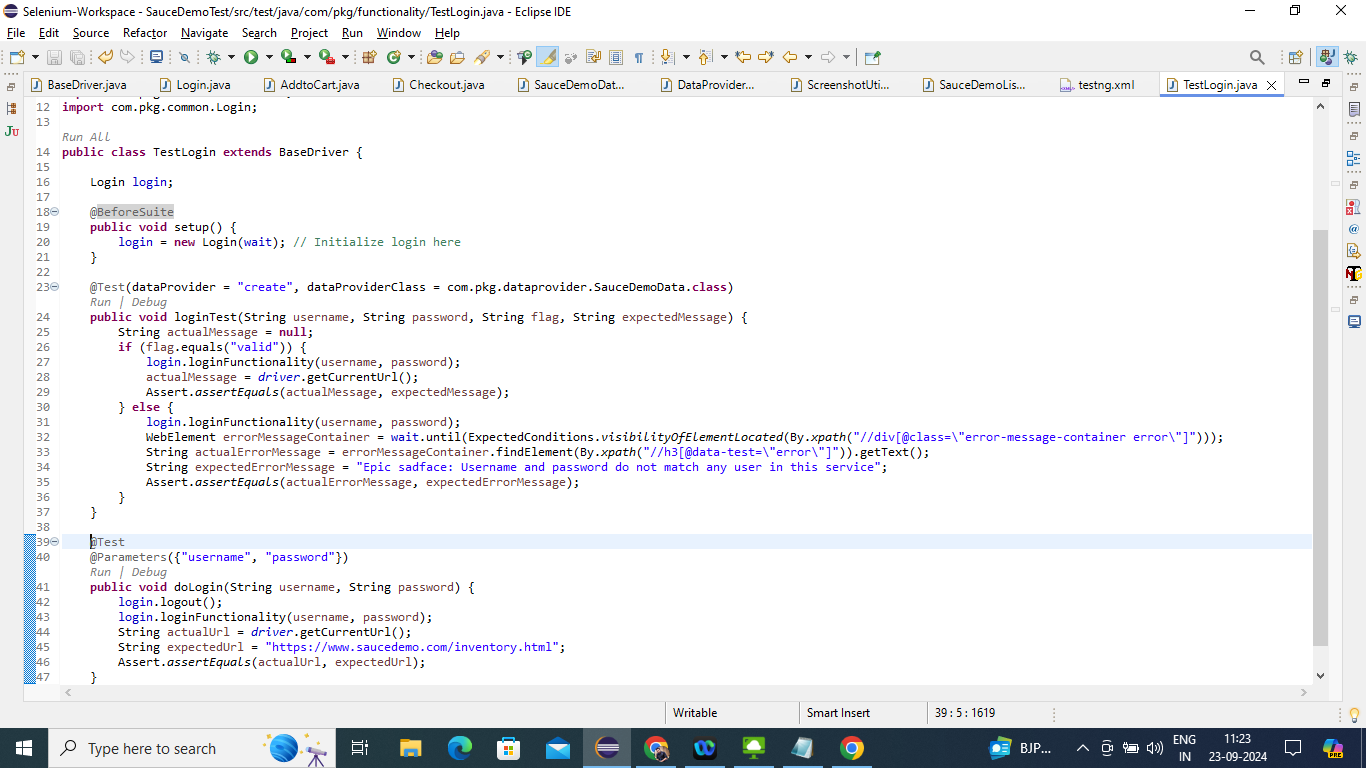 Selenium-Workspace - SauceDemoTest/src/test/java/com/pkg/functionality/TestLogin.java - Eclipse IDE
File Edit Source Refactor Navigate Search Project Run Window Help
BaseDriver.java Login.java AddtoCart.java Checkout.java SauceDemoDat... DataProvider... ScreenshotUti... SauceDemoLis... testng.xml TestLogin.java
12 import com.pkg.common.Login;
13
Run All
14 public class TestLogin extends BaseDriver {
15
16 Login login;
17
18 @BeforeSuite
19 public void setup() {
20 login = new Login(wait); // Initialize login here
21 }
22
23 @Test(dataProvider = "create", dataProviderClass = com.pkg.dataprovider.SauceDemoData.class)
Run | Debug
24 public void loginTest(String username, String password, String flag, String expectedMessage) {
25 String actualMessage = null;
26 if (flag.equals("valid")) {
27 login.loginFunctionality(username, password);
28 actualMessage = driver.getCurrentUrl();
29 Assert.assertEquals(actualMessage, expectedMessage);
30 } else {
31 login.loginFunctionality(username, password);
32 WebElement errorMessageContainer = wait.until(ExpectedConditions.visibilityOfElementLocated(By.xpath("//div[@class=\"error-message-container error\"]")));
33 String actualErrorMessage = errorMessageContainer.findElement(By.xpath("//h3[@data-test=\"error\"]")).getText();
34 String expectedErrorMessage = "Epic sadface: Username and password do not match any user in this service";
35 Assert.assertEquals(actualErrorMessage, expectedErrorMessage);
36 }
37 }
38
39 @Test
40 @Parameters({"username", "password"})
Run | Debug
41 public void doLogin(String username, String password) {
42 login.logout();
43 login.loginFunctionality(username, password);
44 String actualUrl = driver.getCurrentUrl();
45 String expectedUrl = "https://www.saucedemo.com/inventory.html";
46 Assert.assertEquals(actualUrl, expectedUrl);
47 }
Writable Smart Insert 39 : 5 : 1619
Type here to search
BJP...
ENG
IN
11:23
23-09-2024